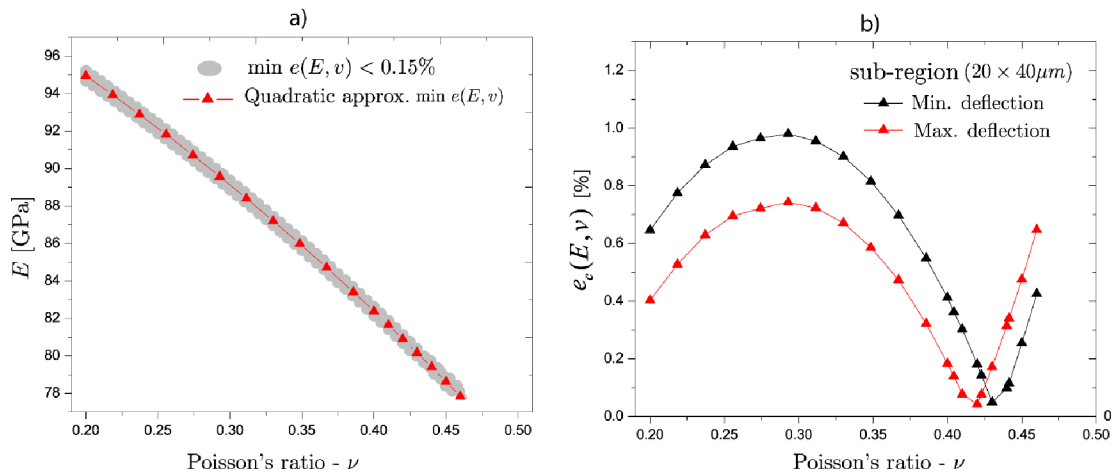 a)
min e(E, v) < 0.15%
Quadratic approx. min e(E, v)
E [GPa]
96
94
92
90
88
86
84
82
80
78
0.20 0.25 0.30 0.35 0.40 0.45 0.50
Poisson's ratio - ν
b)
sub-region (20 × 40μm)
Min. deflection
Max. deflection
e_c(E, v) [%]
1.2
1.0
0.8
0.6
0.4
0.2
0.0
0.20 0.25 0.30 0.35 0.40 0.45 0.50
0
Poisson's ratio - ν